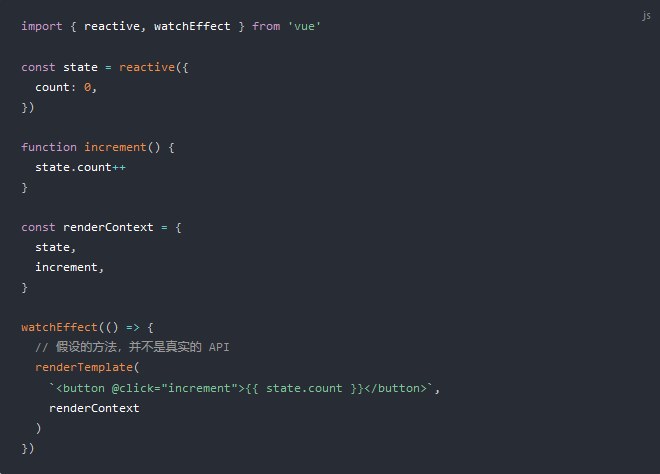 js
import { reactive, watchEffect } from 'vue'
const state = reactive({
  count: 0,
})
function increment() {
  state.count++
}
const renderContext = {
  state,
  increment,
}
watchEffect(() => {
  // 假设的方法，并不是真实的 API
  renderTemplate(
    `<button @click="increment">{{ state.count }}</button>`,
    renderContext
  )
})